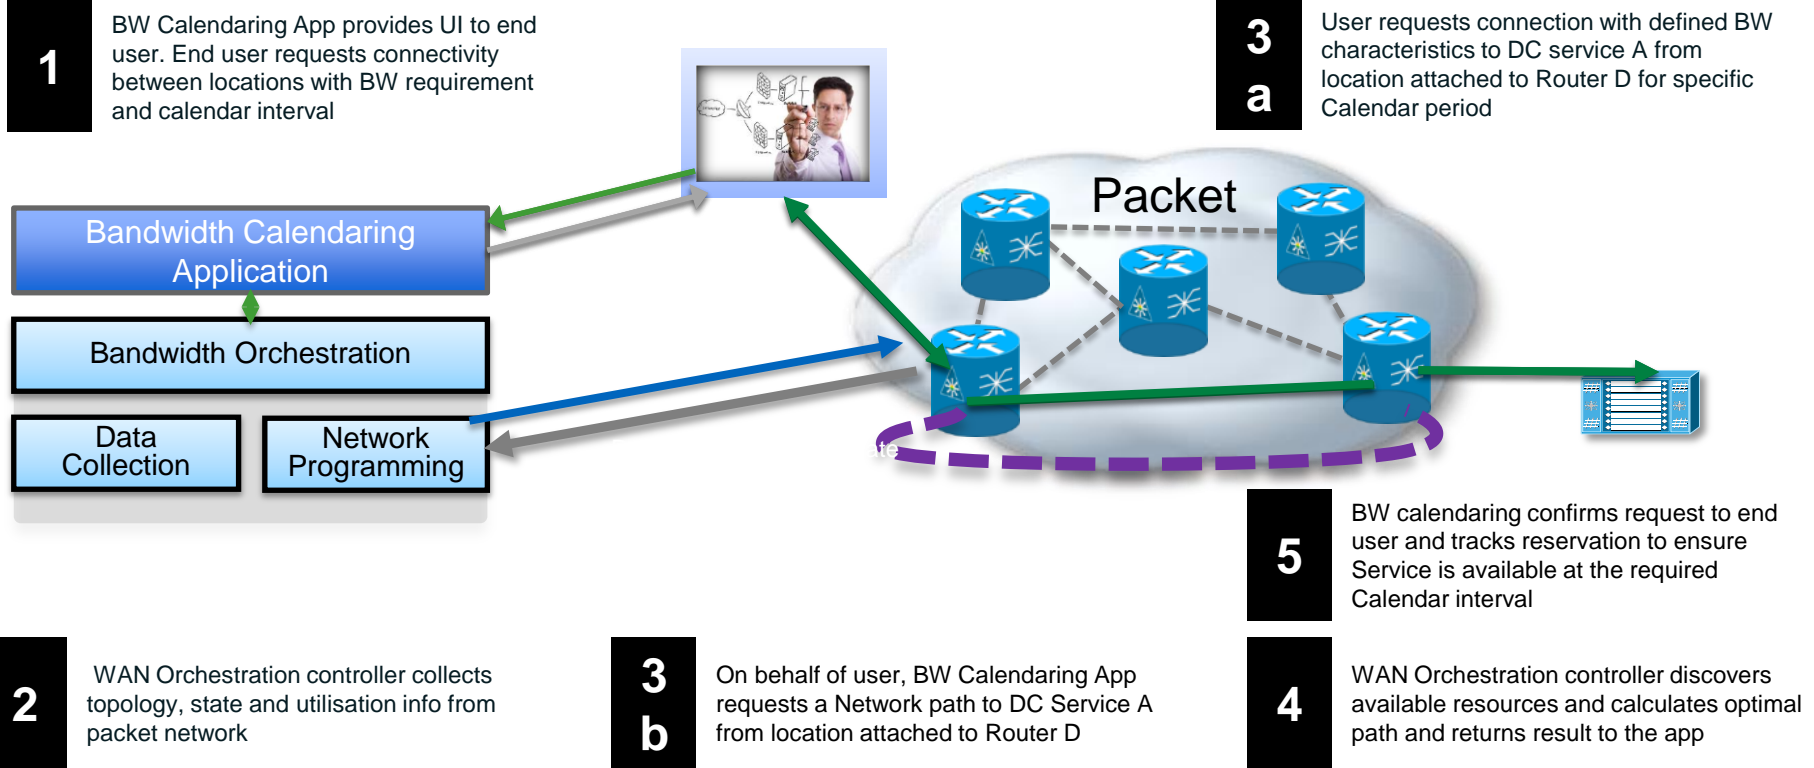 1
BW Calendaring App provides UI to end
user. End user requests connectivity
between locations with BW requirement
and calendar interval
3
a
User requests connection with defined BW
characteristics to DC service A from
location attached to Router D for specific
Calendar period
Packet
Bandwidth Calendaring
Application
Bandwidth Orchestration
Data
Collection
Network
Programming
ate
5
BW calendaring confirms request to end
user and tracks reservation to ensure
Service is available at the required
Calendar interval
2
WAN Orchestration controller collects
topology, state and utilisation info from
packet network
3
b
On behalf of user, BW Calendaring App
requests a Network path to DC Service A
from location attached to Router D
4
WAN Orchestration controller discovers
available resources and calculates optimal
path and returns result to the app